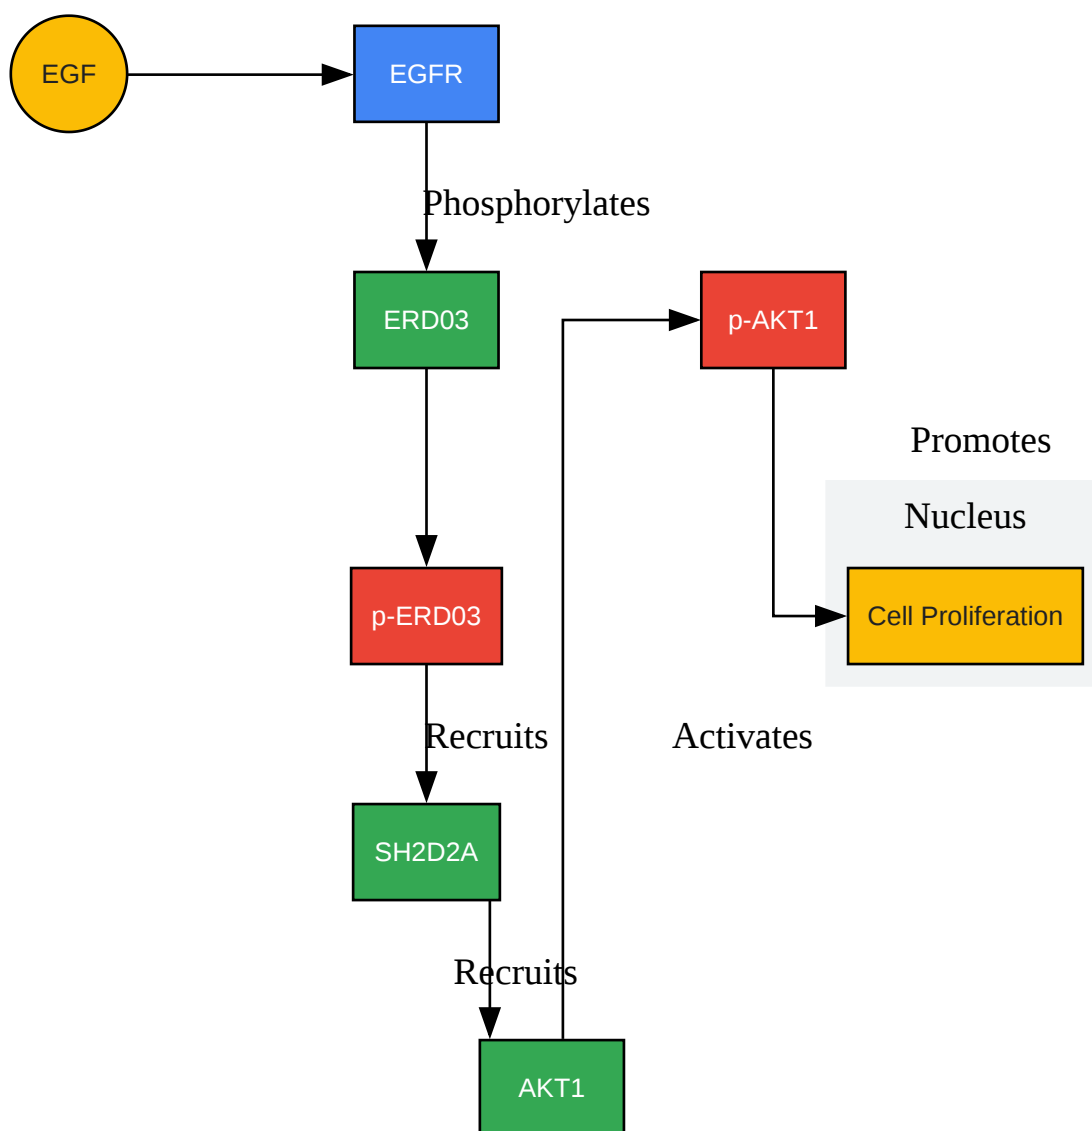 EGF
EGFR
Phosphorylates
ERD03
p-AKT1
Promotes
Nucleus
p-ERD03
Cell Proliferation
Recruits
Activates
SH2D2A
Recruits
AKT1